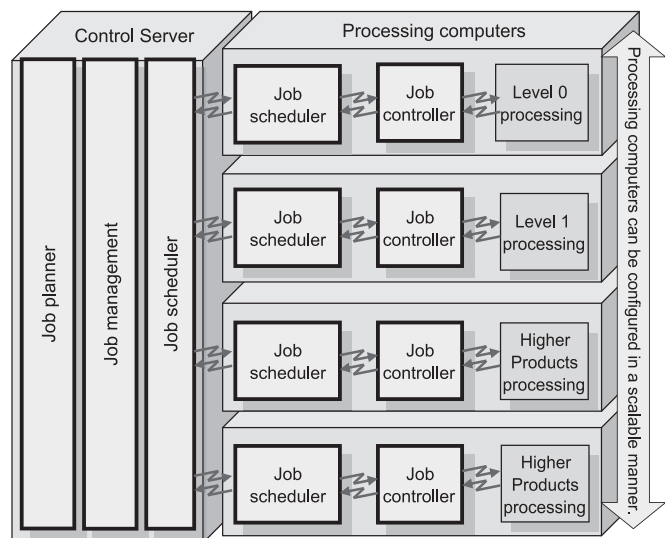 Control Server
Processing computers
Job planner
Job management
Job scheduler
Job
scheduler
Job
controller
Level 0
processing
Job
scheduler
Job
controller
Level 1
processing
Job
scheduler
Job
controller
Higher
Products
processing
Job
scheduler
Job
controller
Higher
Products
processing
Processing computers can be configured in a scalable manner.